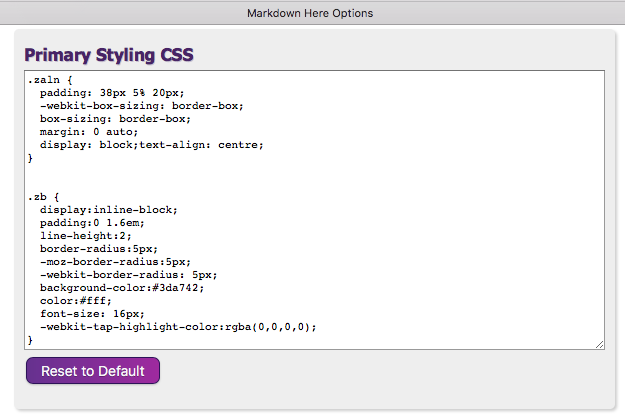 Markdown Here Options
Primary Styling CSS
.zaln {
  padding: 38px 5% 20px;
  -webkit-box-sizing: border-box;
  box-sizing: border-box;
  margin: 0 auto;
  display: block;text-align: centre;
}
.zb {
  display:inline-block;
  padding:0 1.6em;
  line-height:2;
  border-radius:5px;
  -moz-border-radius:5px;
  -webkit-border-radius: 5px;
  background-color:#3da742;
  color:#fff;
  font-size: 16px;
  -webkit-tap-highlight-color:rgba(0,0,0,0);
}
Reset to Default